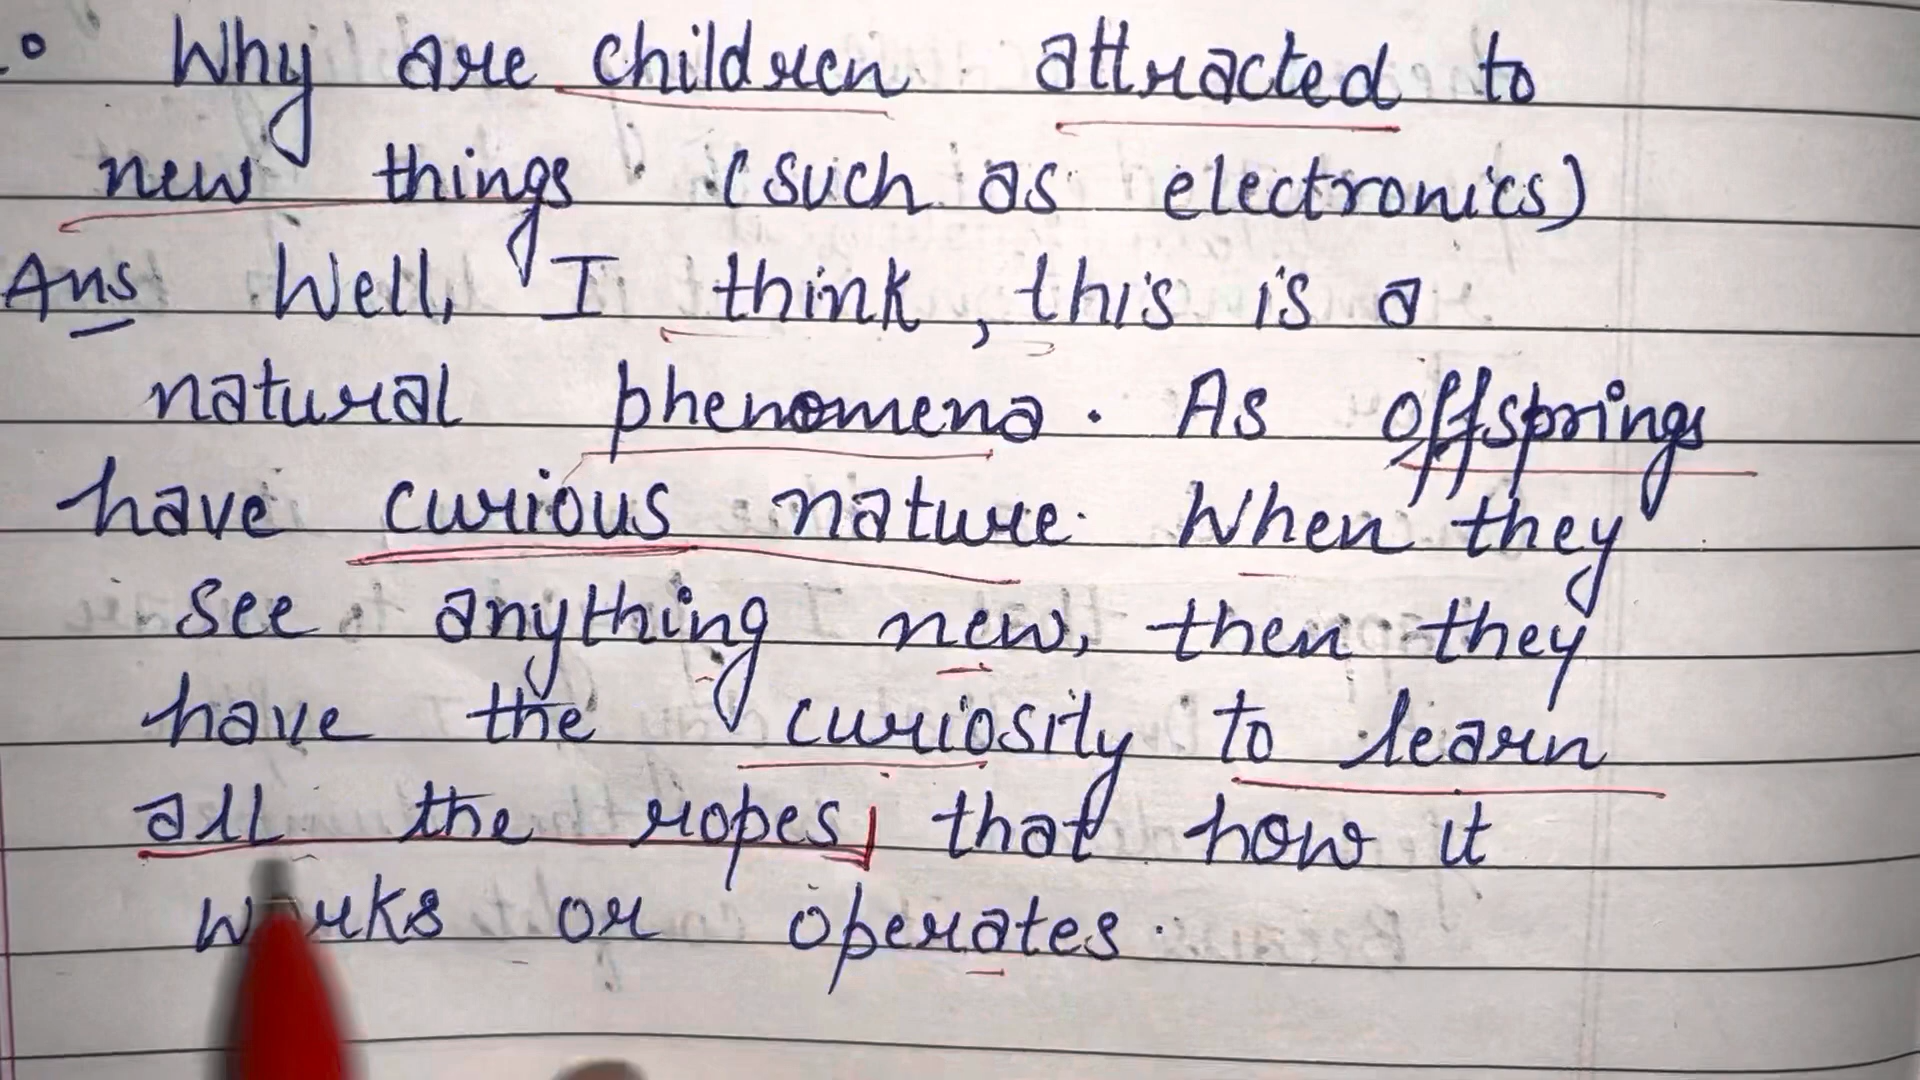 . Why are children attracted to
new things (such as electronics)
Ans Well, I think, this is a
natural phenomena. As offsprings
have curious nature. When they
see anything new, then they
have the curiosity to learn
all the ropes, that how it
works or operates.